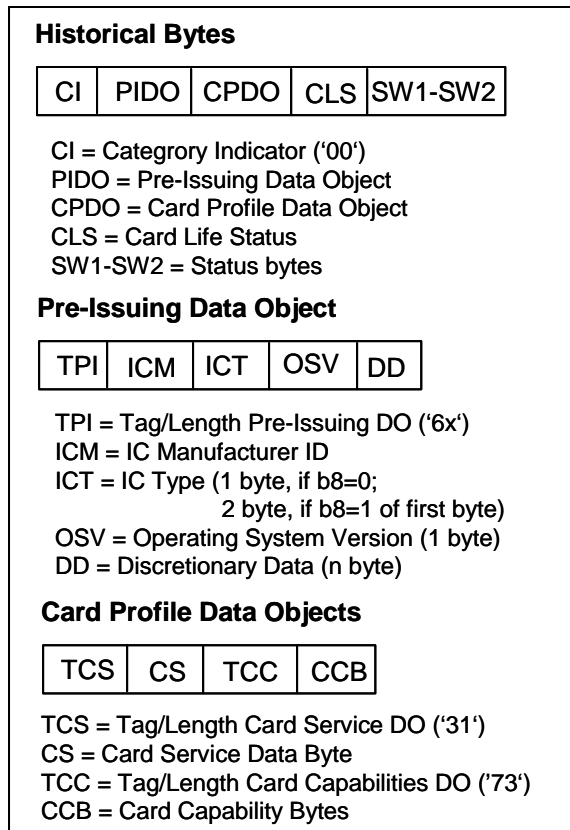 Historical Bytes
CI PIDO CPDO CLS SW1-SW2
CI = Categrory Indicator (‘00‘)
PIDO = Pre-Issuing Data Object
CPDO = Card Profile Data Object
CLS = Card Life Status
SW1-SW2 = Status bytes
Pre-Issuing Data Object
TPI ICM ICT OSV DD
TPI = Tag/Length Pre-Issuing DO (‘6x‘)
ICM = IC Manufacturer ID
ICT = IC Type (1 byte, if b8=0;
2 byte, if b8=1 of first byte)
OSV = Operating System Version (1 byte)
DD = Discretionary Data (n byte)
Card Profile Data Objects
TCS CS TCC CCB
TCS = Tag/Length Card Service DO (‘31‘)
CS = Card Service Data Byte
TCC = Tag/Length Card Capabilities DO (’73‘)
CCB = Card Capability Bytes